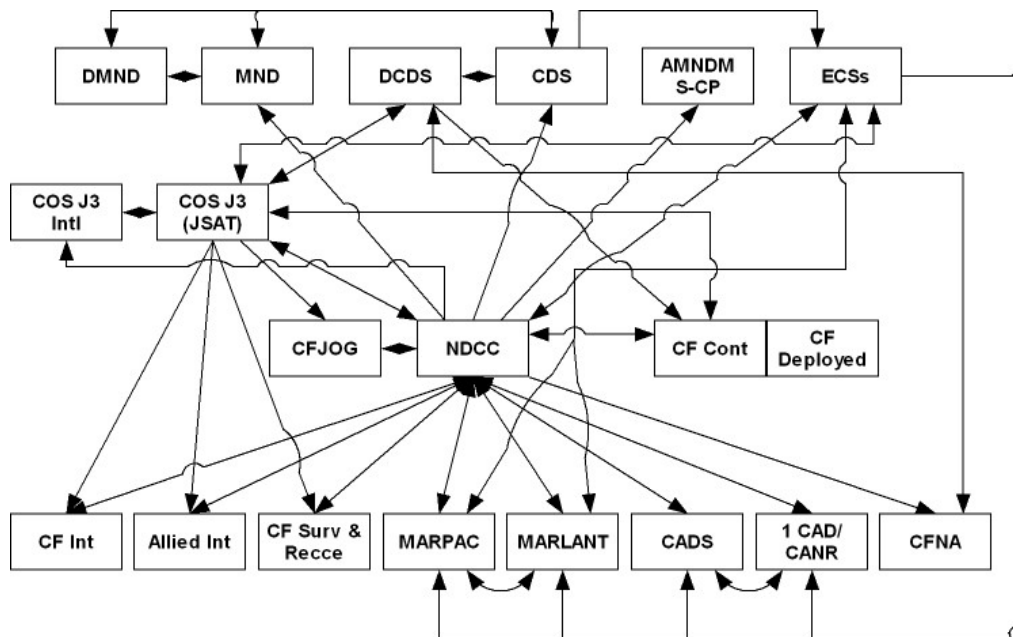 DMND
MND
DCDS
CDS
AMNDM
S-CP
ECSs
COS J3
Intl
COS J3
(JSAT)
CFJOG
NDCC
CF Cont
CF
Deployed
CF Int
Allied Int
CF Surv &
Recce
MARPAC
MARLANT
CADS
1 CAD/
CANR
CFNA